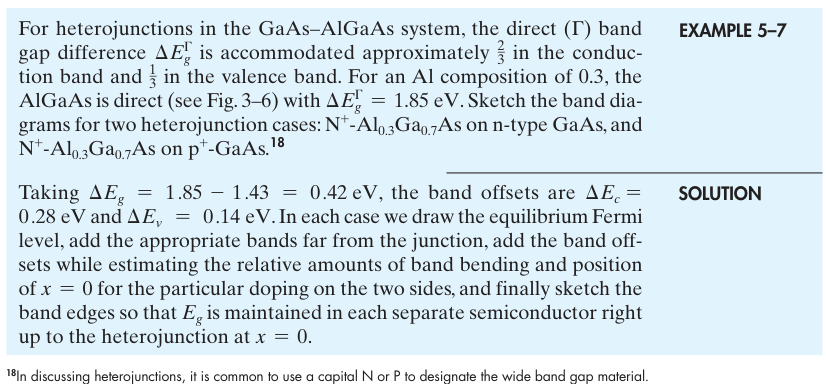 For heterojunctions in the GaAs–AlGaAs system, the direct (Γ) band
gap difference ΔE_g^Γ is accommodated approximately 2/3 in the conduc-
tion band and 1/3 in the valence band. For an Al composition of 0.3, the
AlGaAs is direct (see Fig. 3–6) with ΔE_g^Γ = 1.85 eV. Sketch the band dia-
grams for two heterojunction cases: N⁺-Al₀.₃Ga₀.₇As on n-type GaAs, and
N⁺-Al₀.₃Ga₀.₇As on p⁺-GaAs.¹⁸
EXAMPLE 5–7
Taking ΔE_g = 1.85 − 1.43 = 0.42 eV, the band offsets are ΔE_c =
0.28 eV and ΔE_v = 0.14 eV. In each case we draw the equilibrium Fermi
level, add the appropriate bands far from the junction, add the band off-
sets while estimating the relative amounts of band bending and position
of x = 0 for the particular doping on the two sides, and finally sketch the
band edges so that E_g is maintained in each separate semiconductor right
up to the heterojunction at x = 0.
SOLUTION
¹⁸In discussing heterojunctions, it is common to use a capital N or P to designate the wide band gap material.